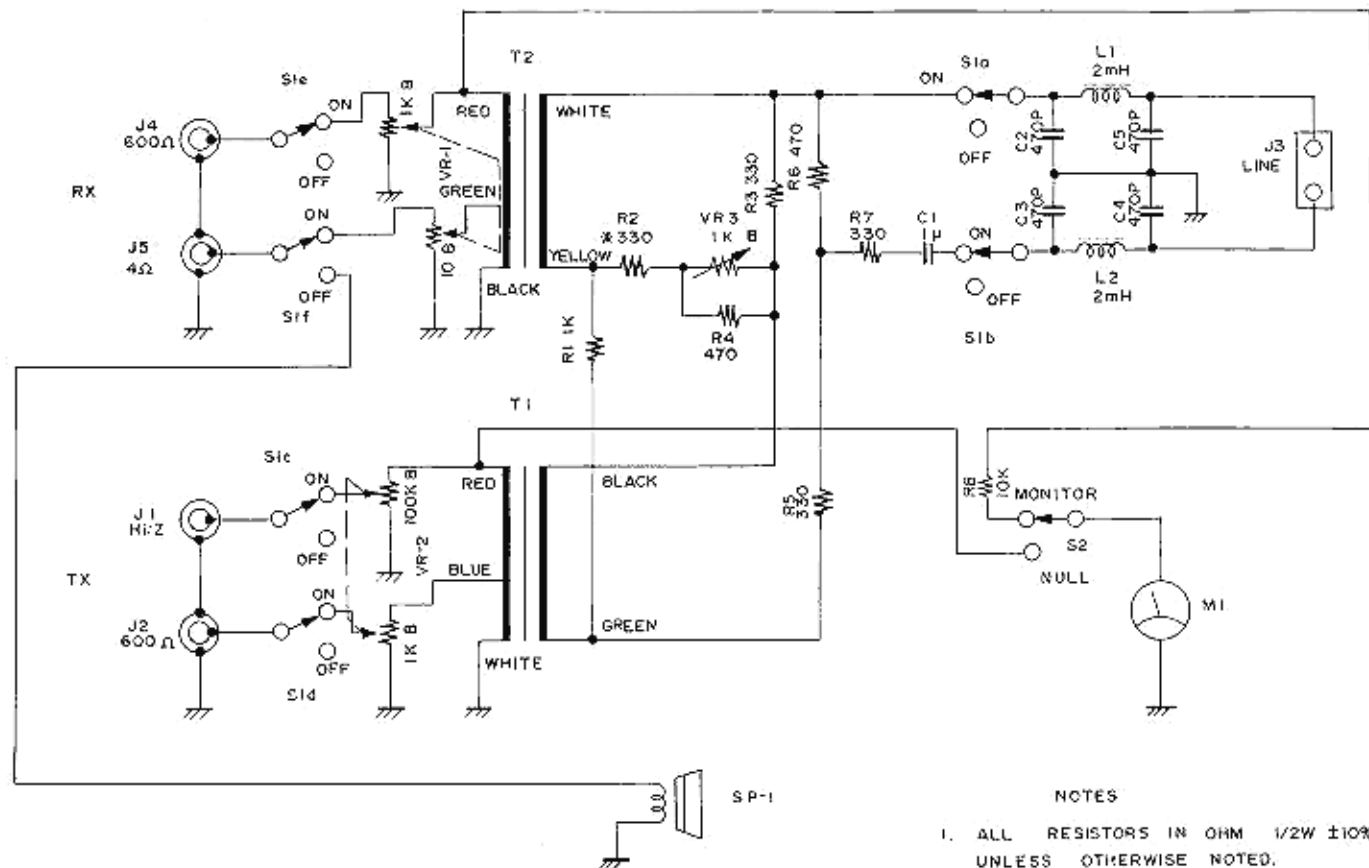 T2
S1e
ON
OFF
J4
600Ω
RX
J5
4Ω
ON
OFF
S1f
1K B
VR-1
10 B
RED
GREEN
BLACK
WHITE
YELLOW
R2
※ 330
VR3
1K B
R4
470
R3 330
R6 470
R1 1K
R7
330
C1
1μ
S1a
ON
OFF
ON
OFF
S1b
L1
2mH
C2
470P
C5
470P
C3
470P
C4
470P
L2
2mH
J3
LINE
T1
S1c
ON
OFF
J1
Hi/Z
TX
J2
600Ω
ON
OFF
S1d
100K B
VR-2
1K B
RED
BLUE
WHITE
BLACK
GREEN
R5
330
R8
10K
MONITOR
S2
NULL
M1
SP-1
NOTES
1. ALL RESISTORS IN OHM 1/2W ±10%
UNLESS OTHERWISE NOTED.